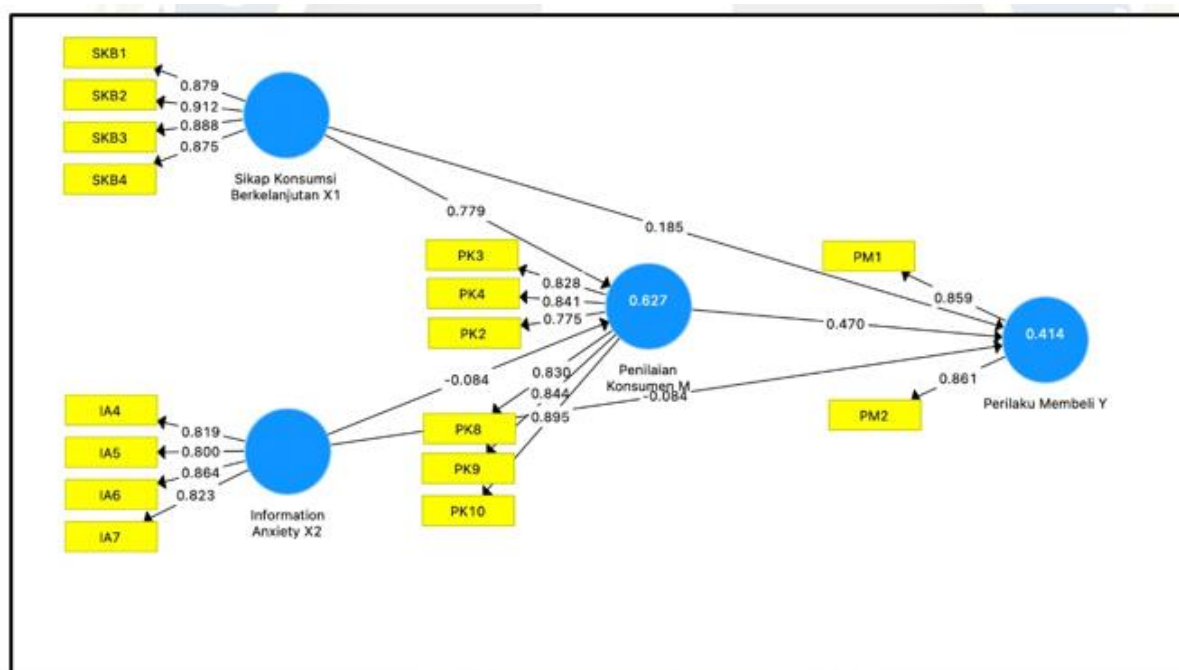 SKB1
0.879
SKB2
0.912
SKB3
0.888
SKB4
0.875
Sikap Konsumsi
Berkelanjutan X1
0.779
0.185
PK3
0.828
PK4
0.841
PK2
0.775
0.627
Penilaian
Konsumen M
0.470
PM1
0.859
0.414
0.861
PM2
Perilaku Membeli Y
-0.084
-0.084
0.830
0.844
0.895
PK8
PK9
PK10
IA4
0.819
IA5
0.800
IA6
0.864
IA7
0.823
Information
Anxiety X2